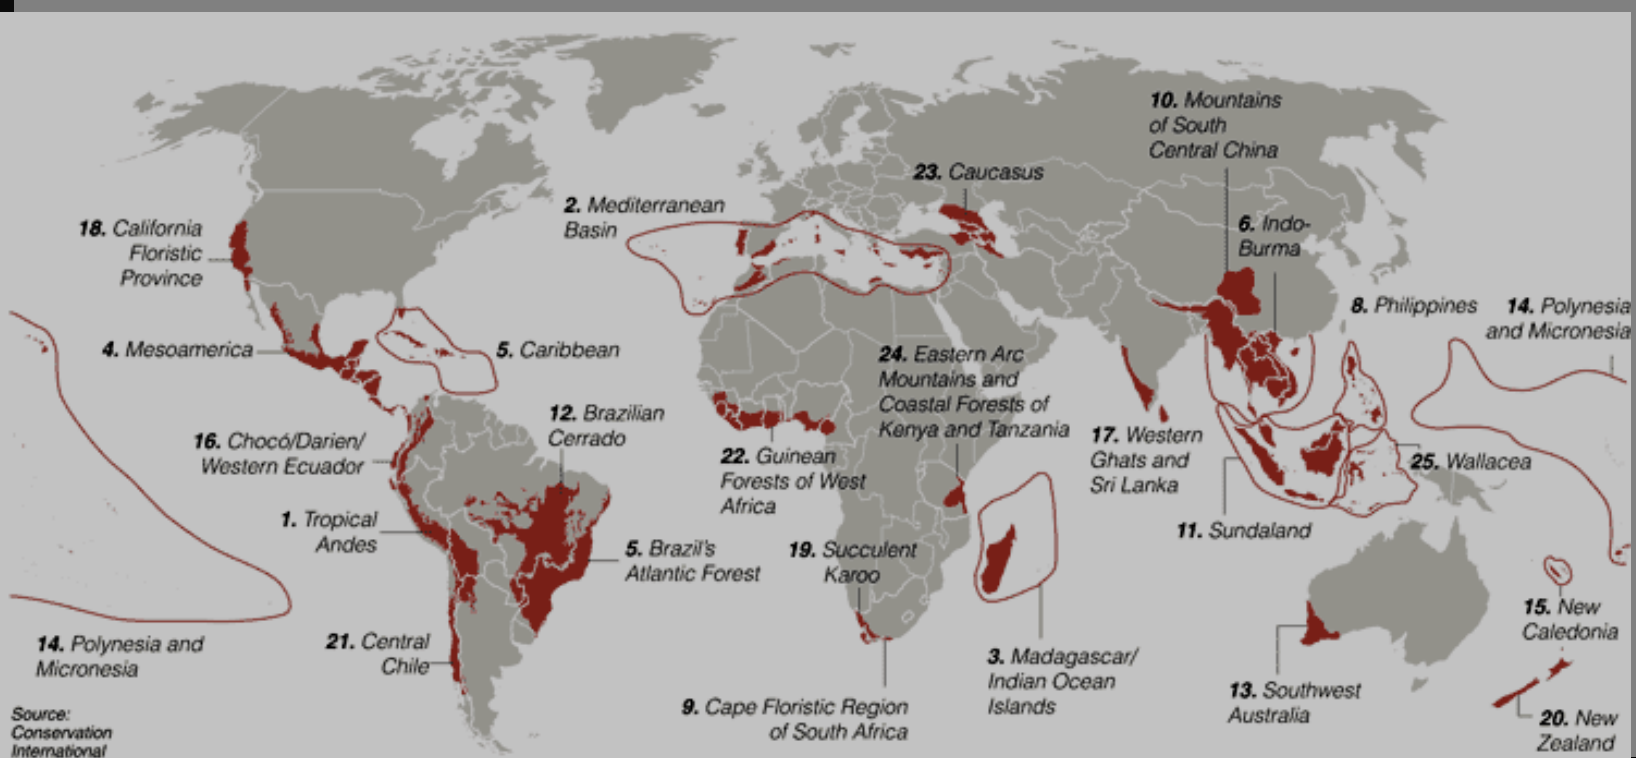 10. Mountains
of South
Central China
23. Caucasus
2. Mediterranean
Basin
6. Indo-
Burma
18. California
Floristic
Province
8. Philippines
14. Polynesia
and Micronesia
4. Mesoamerica
5. Caribbean
24. Eastern Arc
Mountains and
Coastal Forests of
Kenya and Tanzania
12. Brazilian
Cerrado
16. Chocó/Darien/
Western Ecuador
22. Guinean
Forests of West
Africa
17. Western
Ghats and
Sri Lanka
25. Wallacea
1. Tropical
Andes
11. Sundaland
5. Brazil's
Atlantic Forest
19. Succulent
Karoo
15. New
Caledonia
14. Polynesia and
Micronesia
21. Central
Chile
3. Madagascar/
Indian Ocean
Islands
13. Southwest
Australia
9. Cape Floristic Region
of South Africa
20. New
Zealand
Source:
Conservation
International